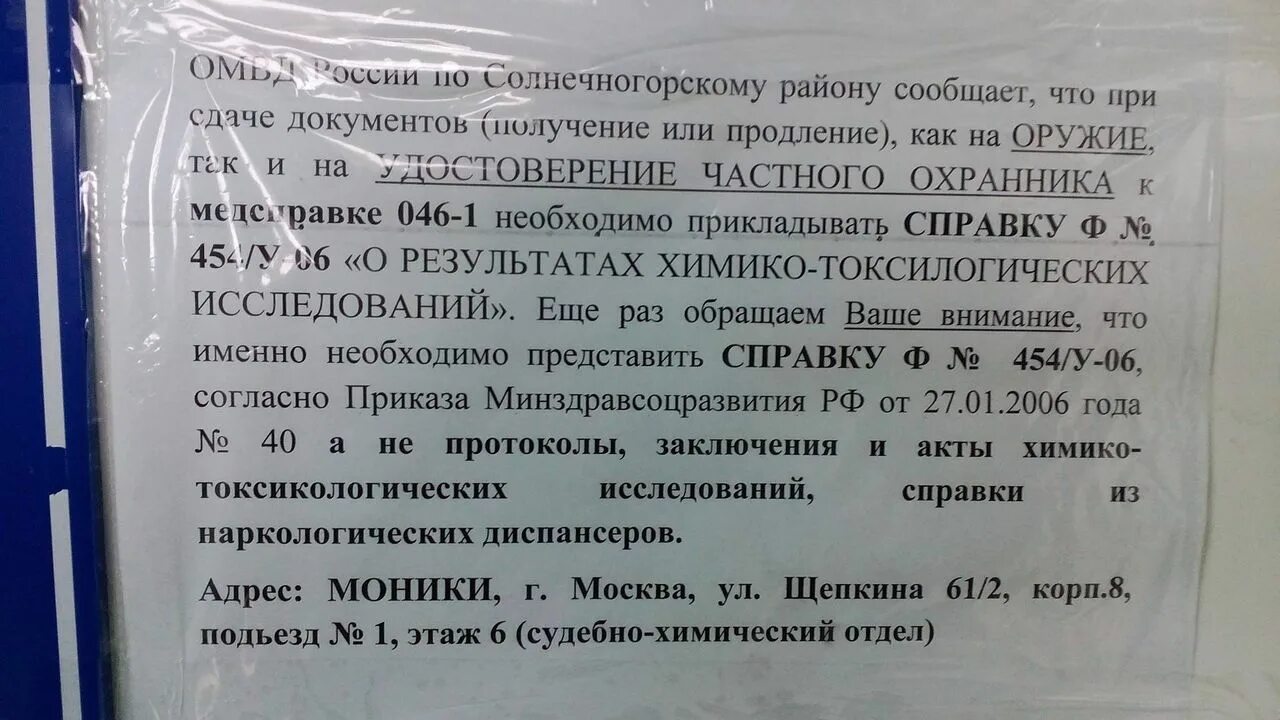 ОМВД России по Солнечногорскому району сообщает, что при
сдаче документов (получение или продление), как на ОРУЖИЕ,
так и на УДОСТОВЕРЕНИЕ ЧАСТНОГО ОХРАННИКА к
медсправке 046-1 необходимо прикладывать СПРАВКУ Ф №
454/У-06 «О РЕЗУЛЬТАТАХ ХИМИКО-ТОКСИЛОГИЧЕСКИХ
ИССЛЕДОВАНИЙ». Еще раз обращаем Ваше внимание, что
именно необходимо представить СПРАВКУ Ф № 454/У-06,
согласно Приказа Минздравсоцразвития РФ от 27.01.2006 года
№ 40 а не протоколы, заключения и акты химико-
токсикологических исследований, справки из
наркологических диспансеров.
Адрес: МОНИКИ, г. Москва, ул. Щепкина 61/2, корп.8,
подьезд № 1, этаж 6 (судебно-химический отдел)